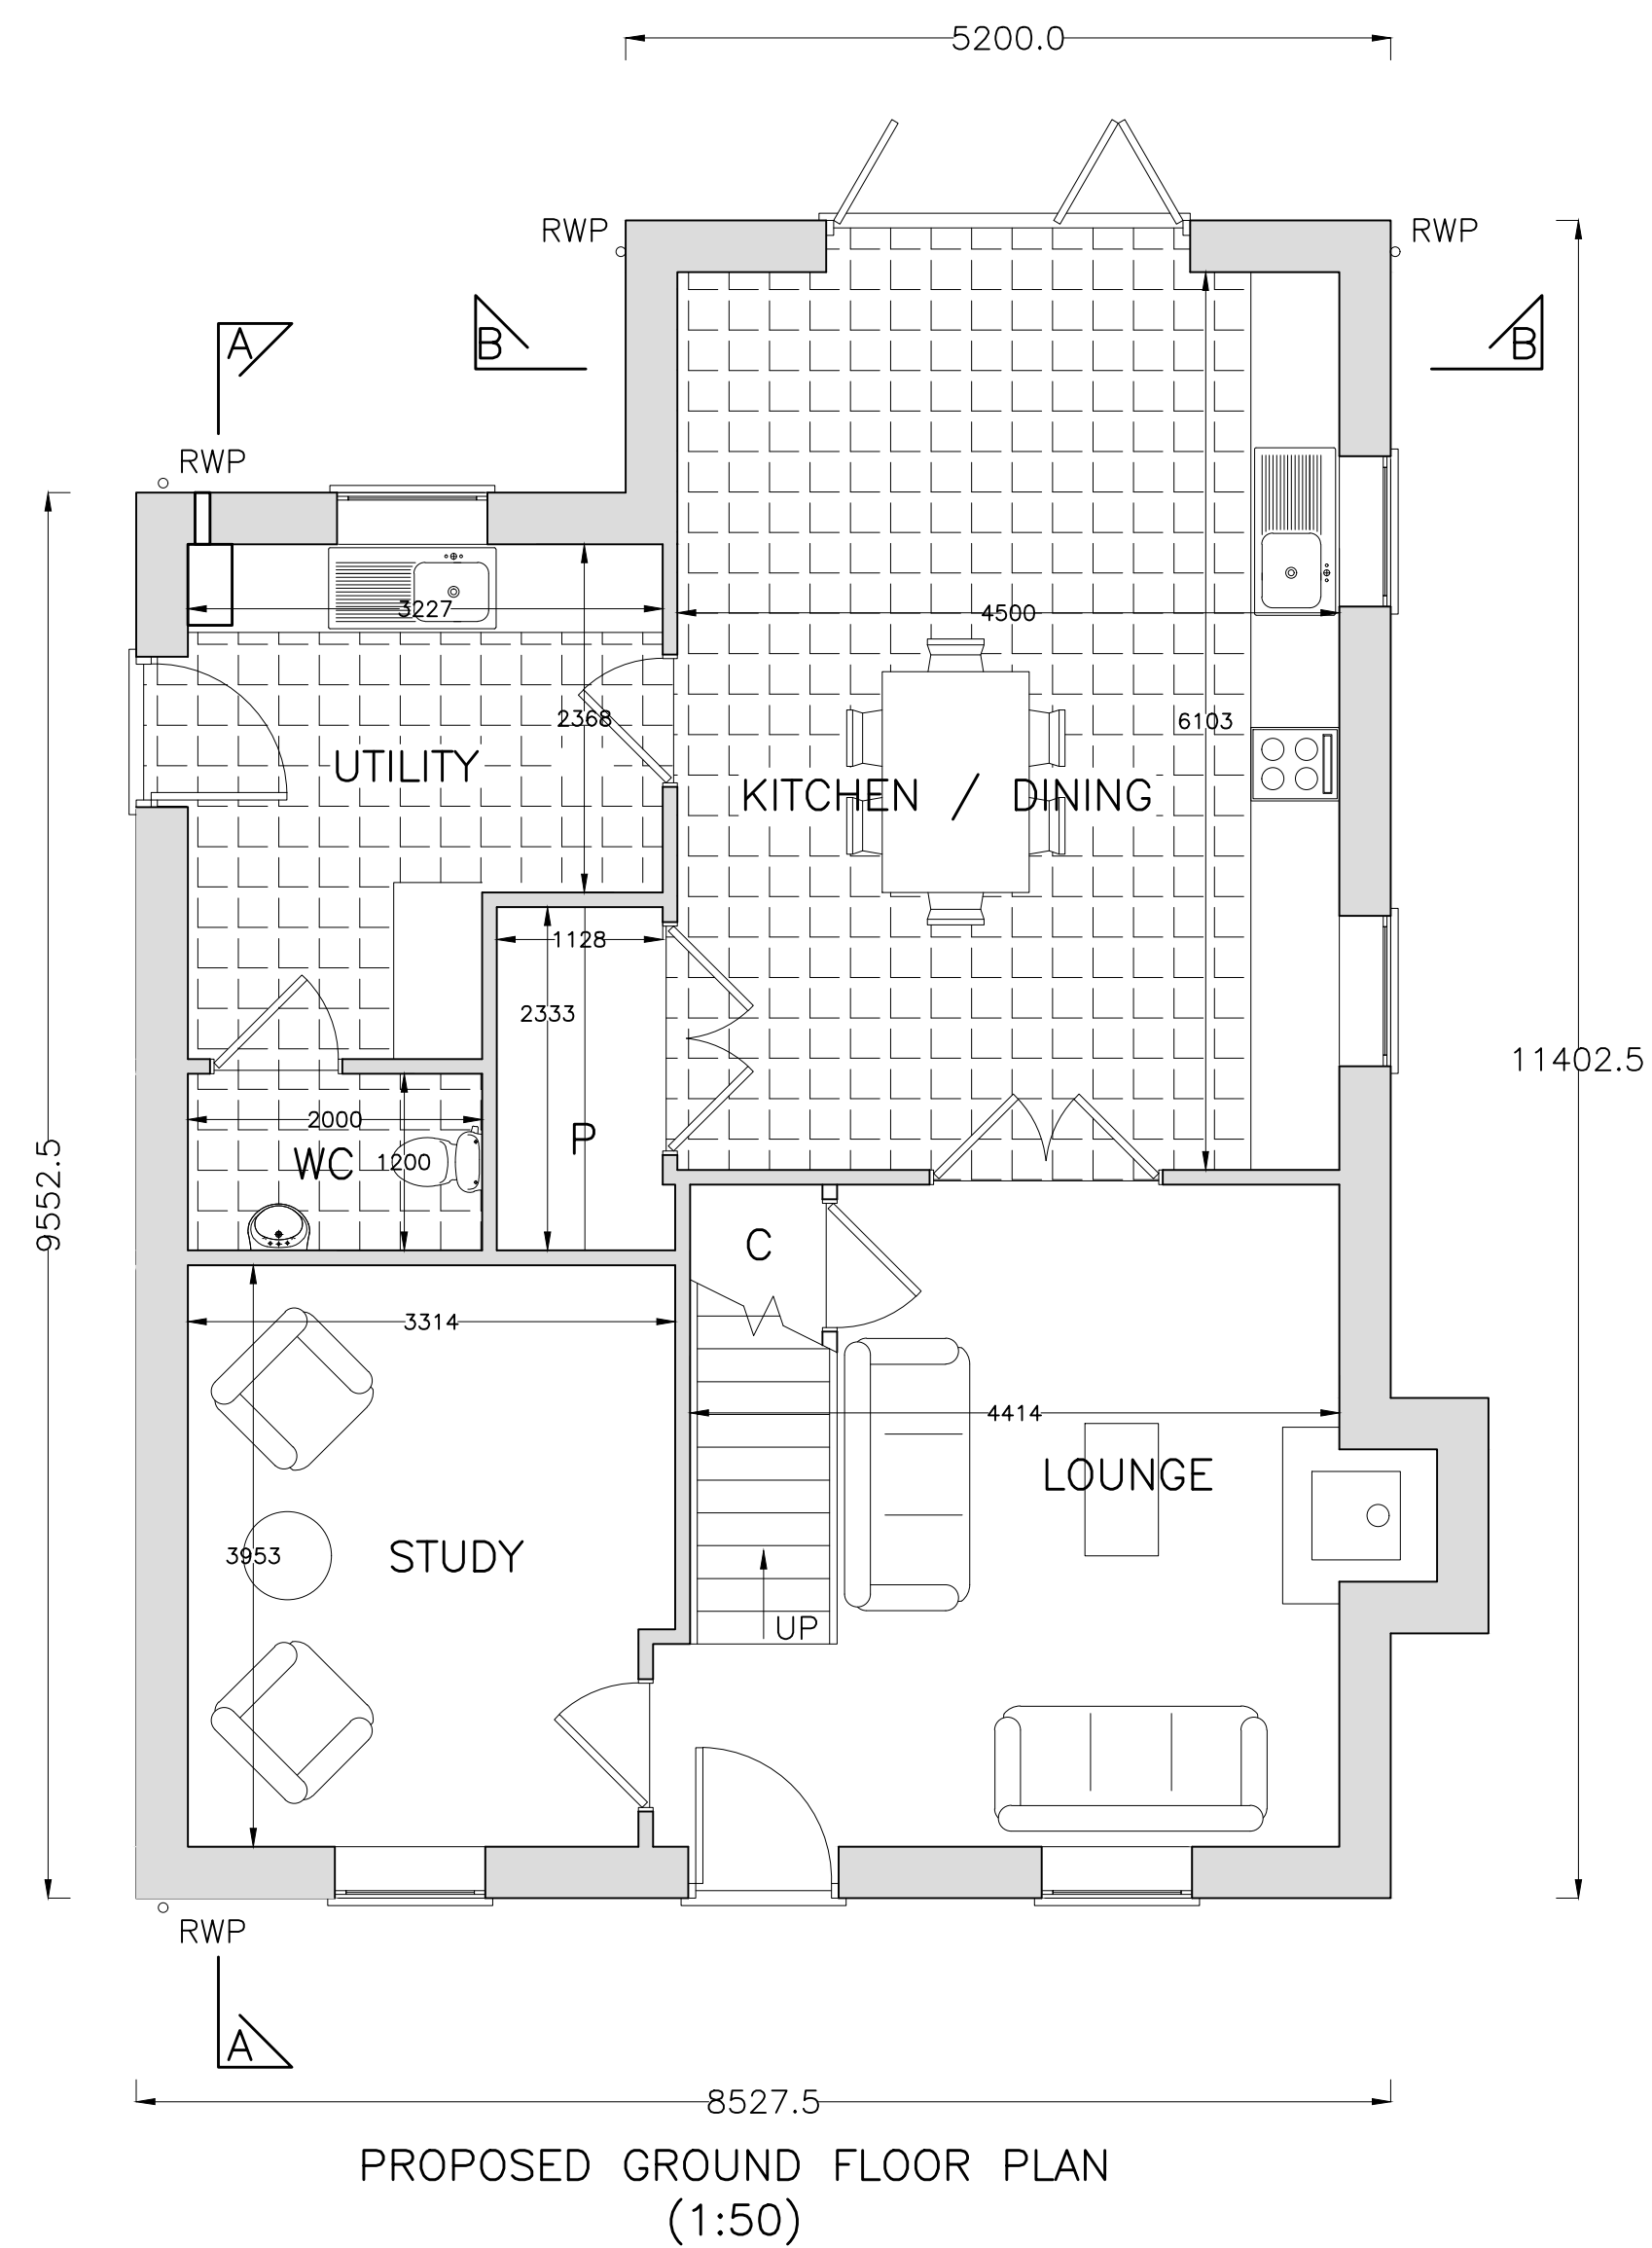 5200.0
RWP
RWP
A
B
B
RWP
3227
4500
2368
6103
UTILITY
KITCHEN / DINING
1128
2333
11402.5
2000
P
WC
1200
9552.5
C
3314
4414
LOUNGE
3953
STUDY
UP
RWP
A
8527.5
PROPOSED GROUND FLOOR PLAN
(1:50)